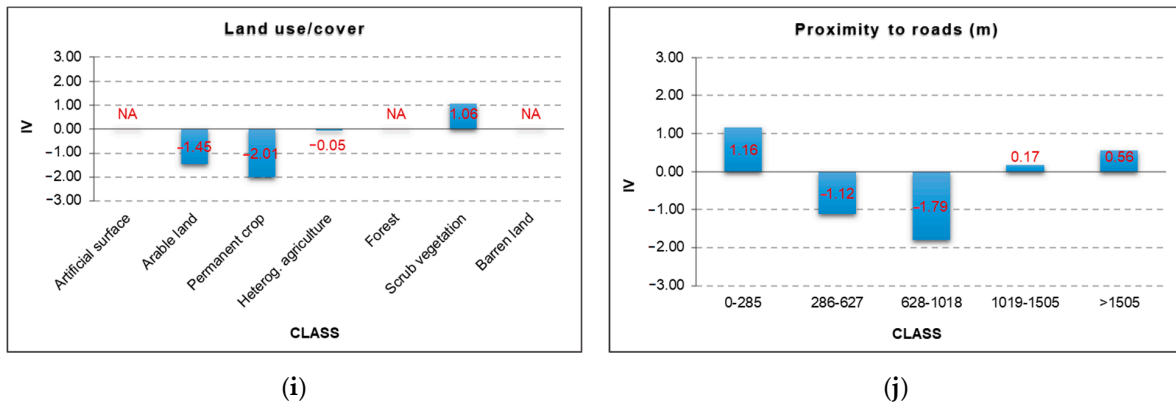 Land use/cover
3.00
2.00
1.00
0.00
−1.00
−2.00
−3.00
IV
NA
−1.45
−2.01
−0.05
NA
1.06
NA
Artificial surface
Arable land
Permanent crop
Heterog. agriculture
Forest
Scrub vegetation
Barren land
CLASS
(i)
Proximity to roads (m)
3.00
2.00
1.00
0.00
−1.00
−2.00
−3.00
IV
1.16
−1.12
−1.79
0.17
0.56
0-285
286-627
628-1018
1019-1505
>1505
CLASS
(j)